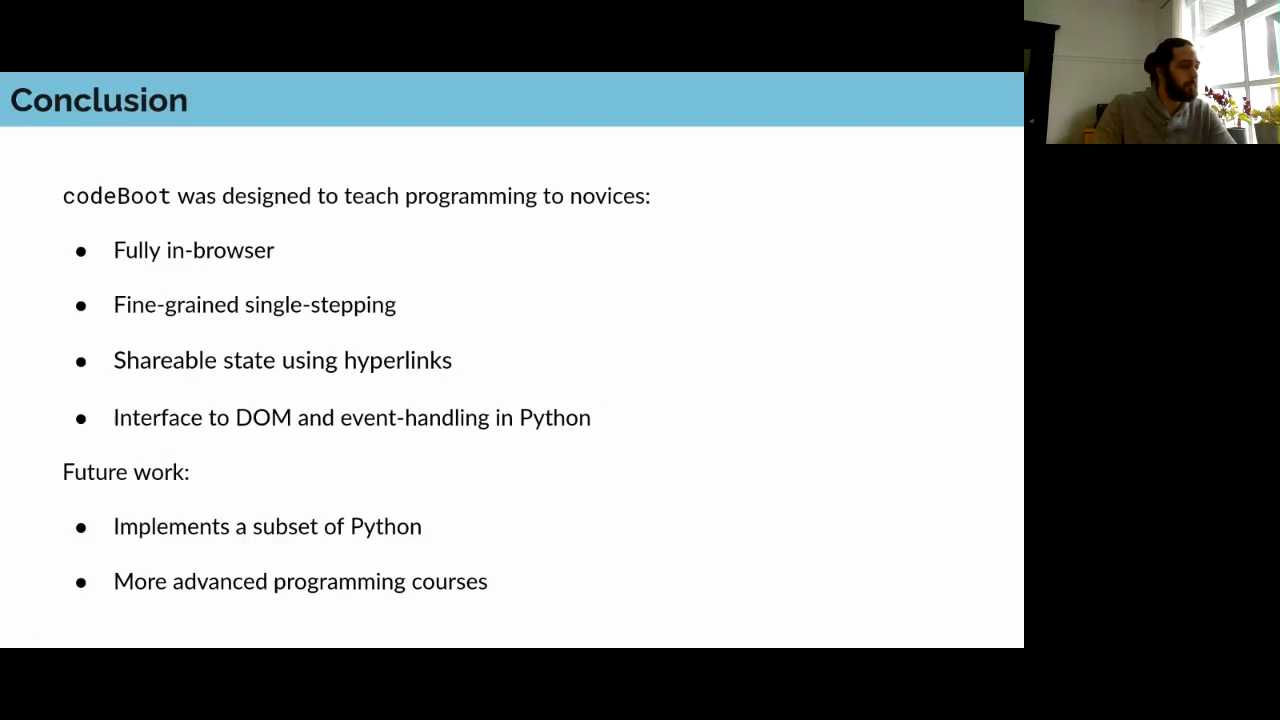 Conclusion
codeBoot was designed to teach programming to novices:
● Fully in-browser
● Fine-grained single-stepping
● Shareable state using hyperlinks
● Interface to DOM and event-handling in Python
Future work:
● Implements a subset of Python
● More advanced programming courses